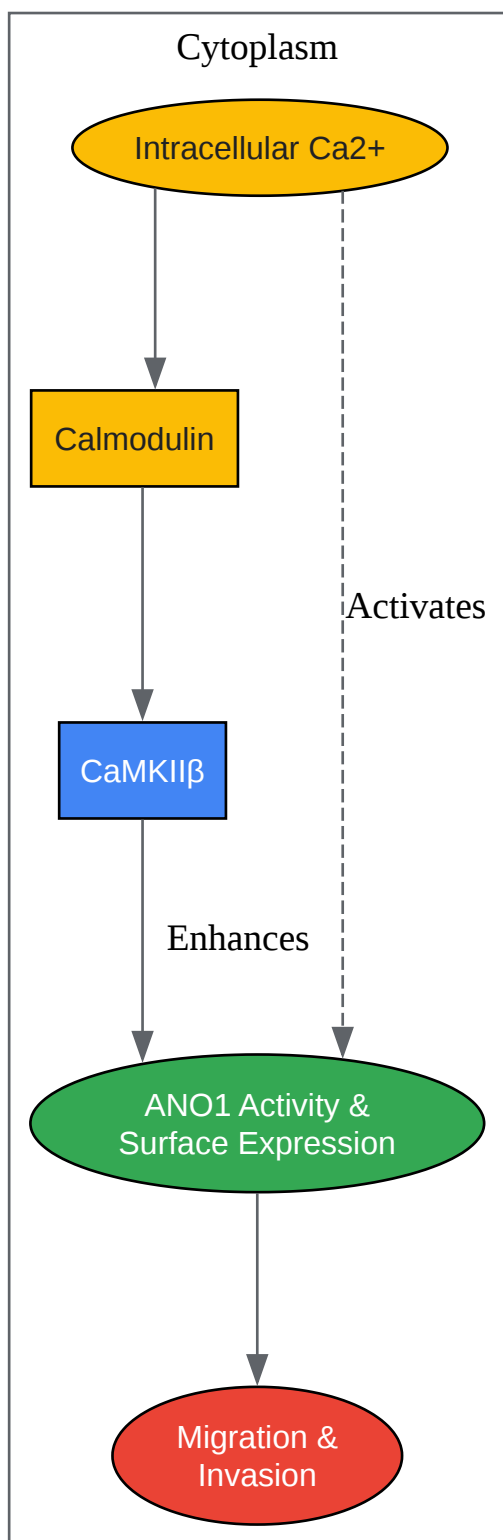 Cytoplasm
Intracellular Ca2+
Calmodulin
Activates
CaMKIIβ
Enhances
ANO1 Activity &
Surface Expression
Migration &
Invasion